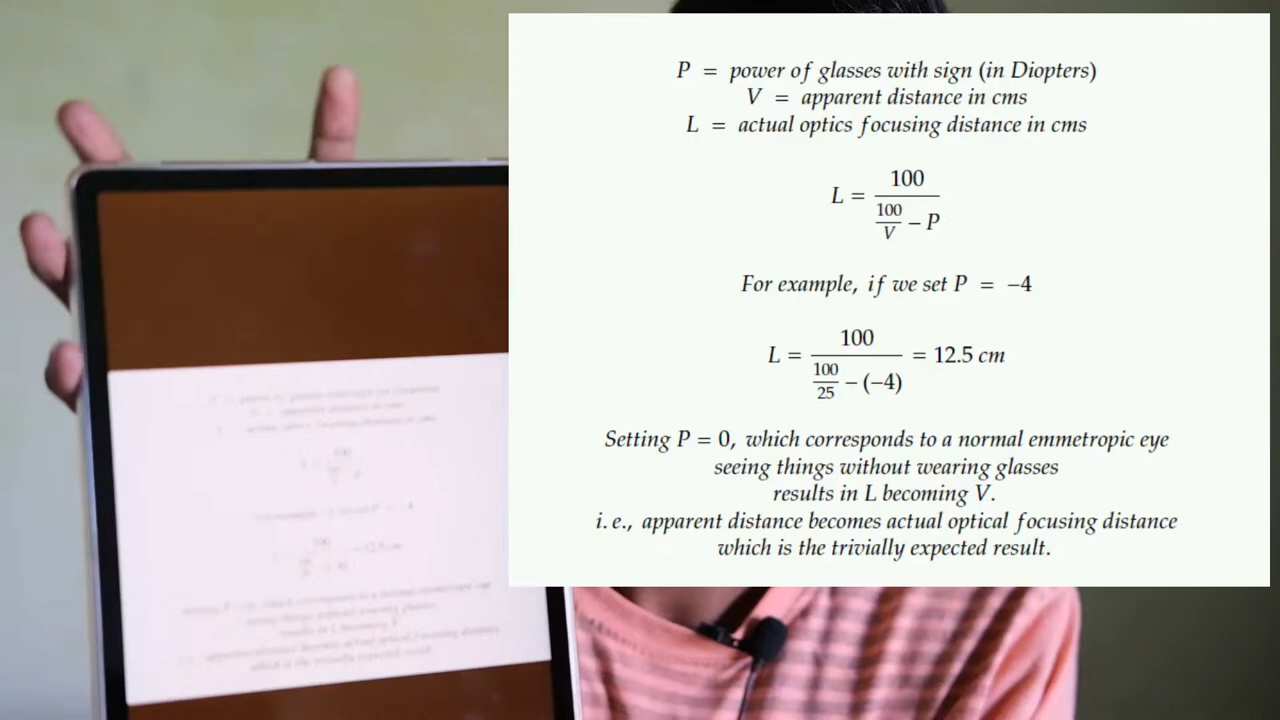 P = power of glasses with sign (in Diopters)
V = apparent distance in cms
L = actual optics focusing distance in cms
L = 100 / (100/V − P)
For example, if we set P = −4
L = 100 / (100/25 − (−4)) = 12.5 cm
Setting P = 0, which corresponds to a normal emmetropic eye
seeing things without wearing glasses
results in L becoming V.
i.e., apparent distance becomes actual optical focusing distance
which is the trivially expected result.